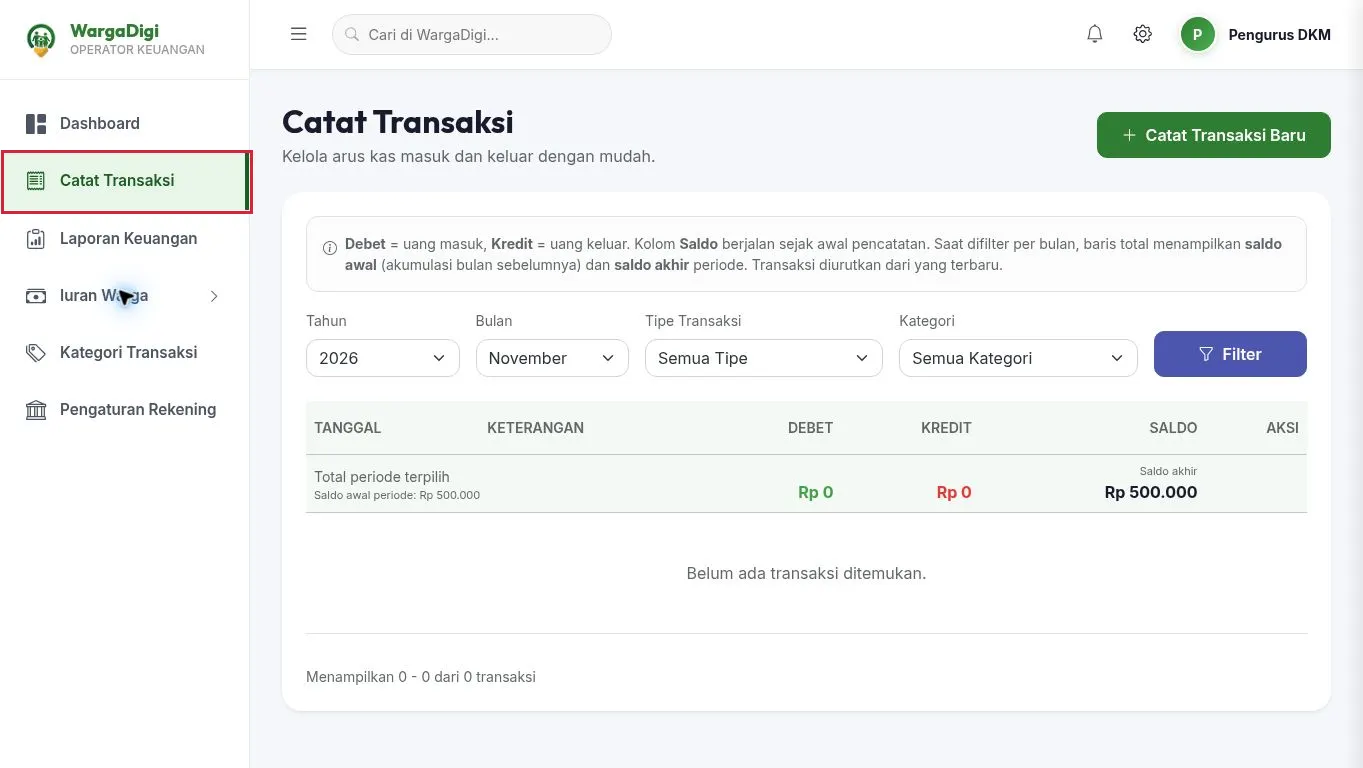 WargaDigi
OPERATOR KEUANGAN
Cari di WargaDigi...
P
Pengurus DKM
Dashboard
Catat Transaksi
Laporan Keuangan
Iuran Warga
Kategori Transaksi
Pengaturan Rekening
Catat Transaksi
Kelola arus kas masuk dan keluar dengan mudah.
Catat Transaksi Baru
Debet = uang masuk, Kredit = uang keluar. Kolom Saldo berjalan sejak awal pencatatan. Saat difilter per bulan, baris total menampilkan saldo
awal (akumulasi bulan sebelumnya) dan saldo akhir periode. Transaksi diurutkan dari yang terbaru.
Tahun Bulan Tipe Transaksi Kategori
2026 November Semua Tipe Semua Kategori Filter
TANGGAL KETERANGAN DEBET KREDIT SALDO AKSI
Total periode terpilih Saldo akhir
Saldo awal periode: Rp 500.000 Rp 0 Rp 0 Rp 500.000
Belum ada transaksi ditemukan.
Menampilkan 0 - 0 dari 0 transaksi